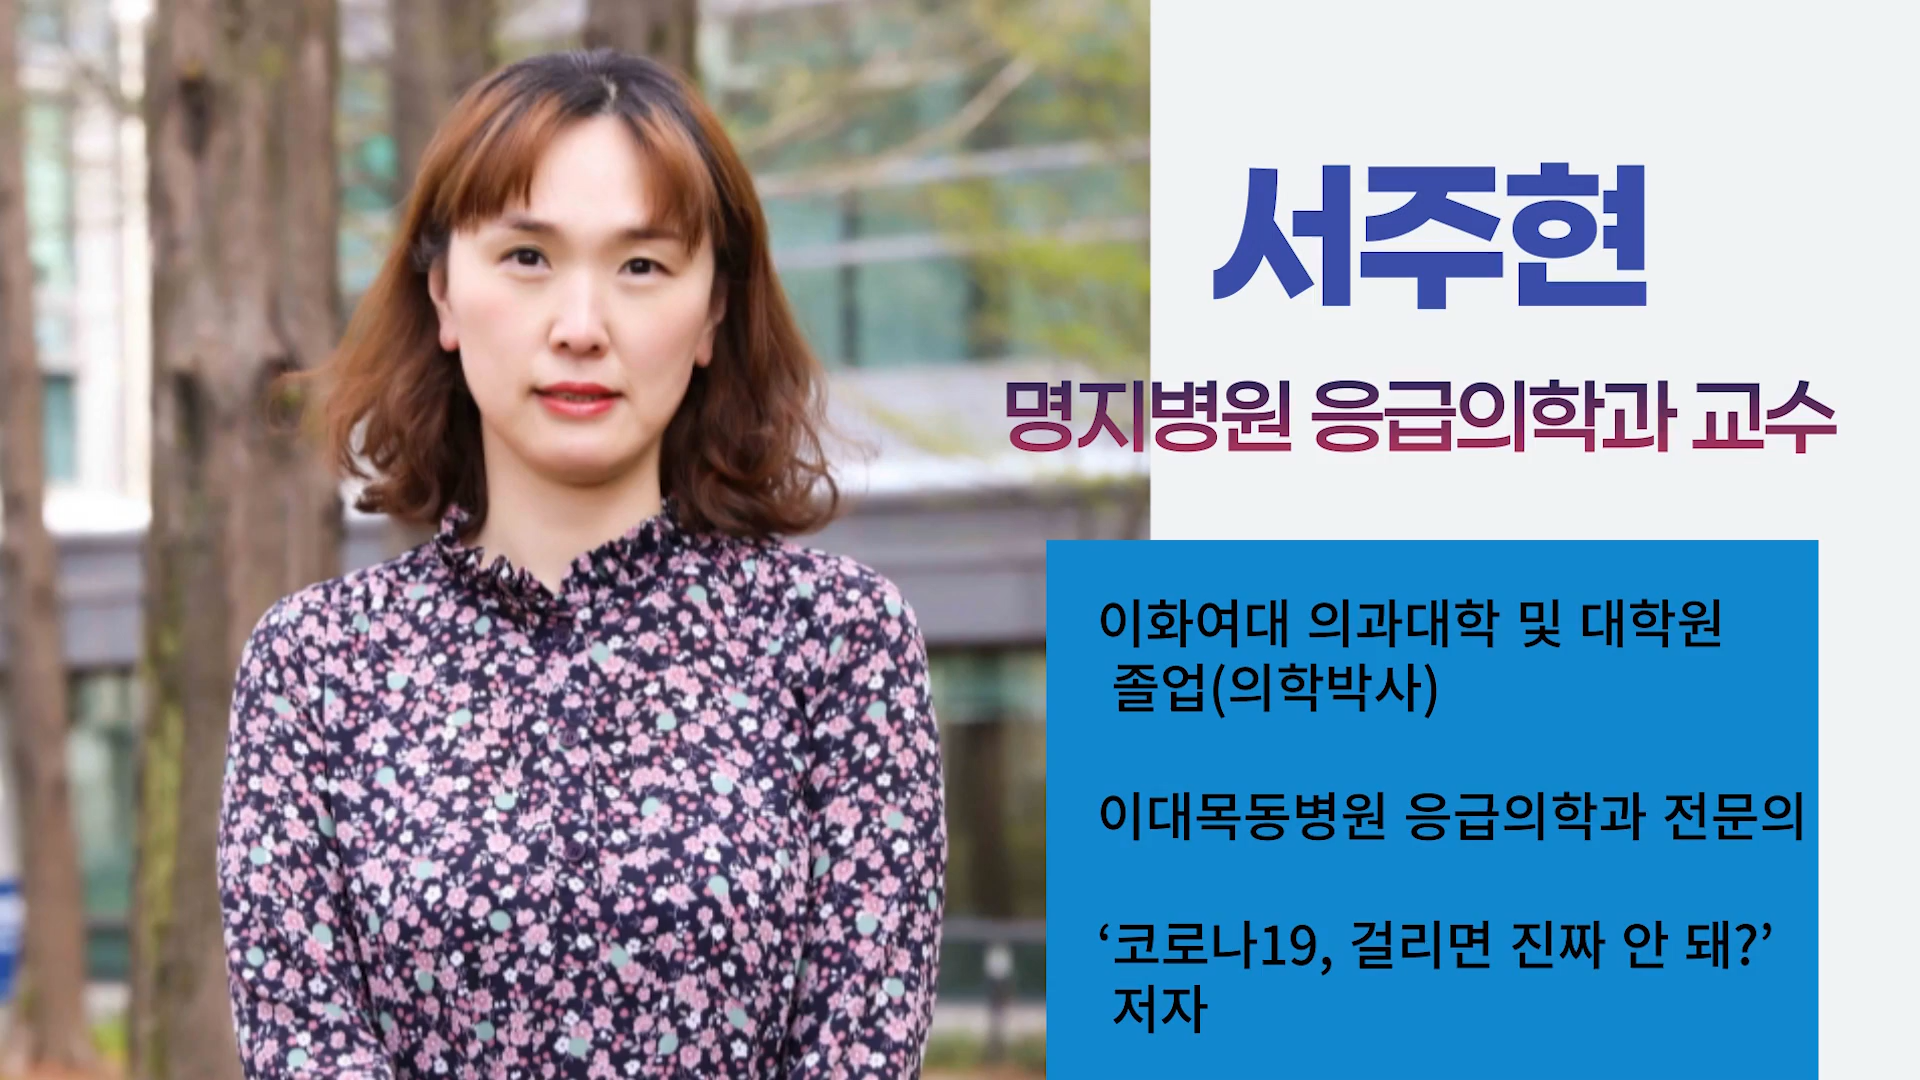 서주현
명지병원 응급의학과 교수
이화여대 의과대학 및 대학원
졸업(의학박사)
이대목동병원 응급의학과 전문의
‘코로나19, 걸리면 진짜 안 돼?’
저자